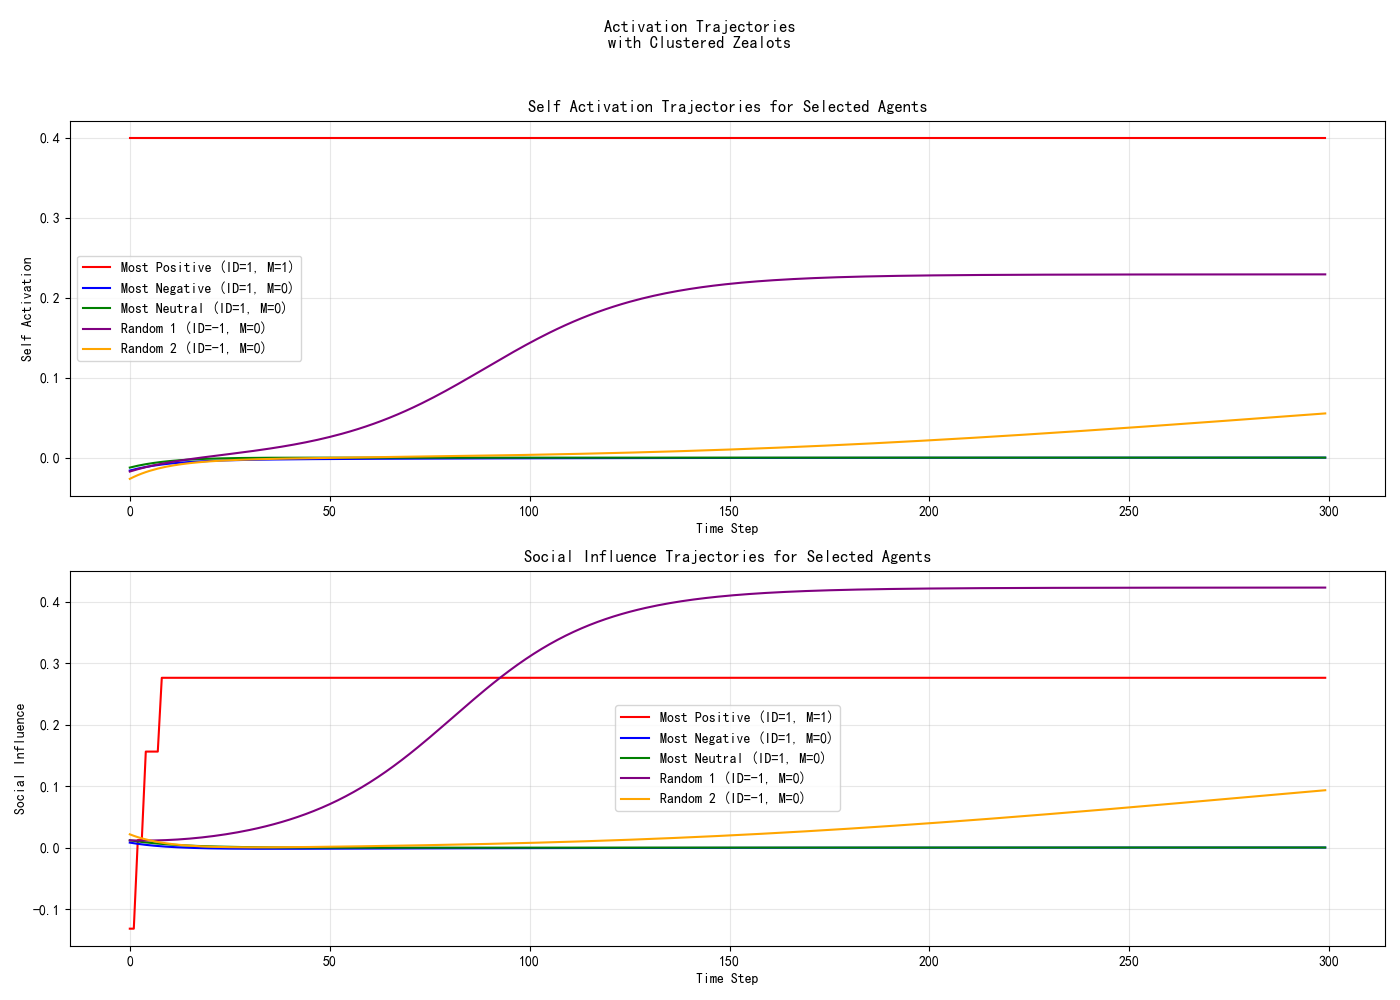 Activation Trajectories
with Clustered Zealots
Self Activation Trajectories for Selected Agents
Self Activation
0.4
0.3
0.2
0.1
0.0
Most Positive (ID=1, M=1)
Most Negative (ID=1, M=0)
Most Neutral (ID=1, M=0)
Random 1 (ID=-1, M=0)
Random 2 (ID=-1, M=0)
0 50 100 150 200 250 300
Time Step
Social Influence Trajectories for Selected Agents
Social Influence
0.4
0.3
0.2
0.1
0.0
-0.1
Most Positive (ID=1, M=1)
Most Negative (ID=1, M=0)
Most Neutral (ID=1, M=0)
Random 1 (ID=-1, M=0)
Random 2 (ID=-1, M=0)
0 50 100 150 200 250 300
Time Step